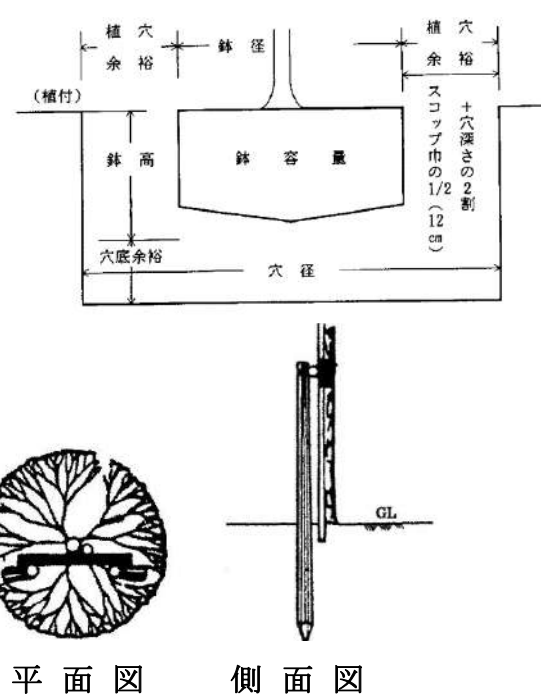 植穴
余裕
鉢径
植穴
余裕
(植付)
スコップ巾の1/2(12㎝)
+穴深さの2割
鉢高
鉢容量
穴底余裕
穴径
GL
平面図
側面図